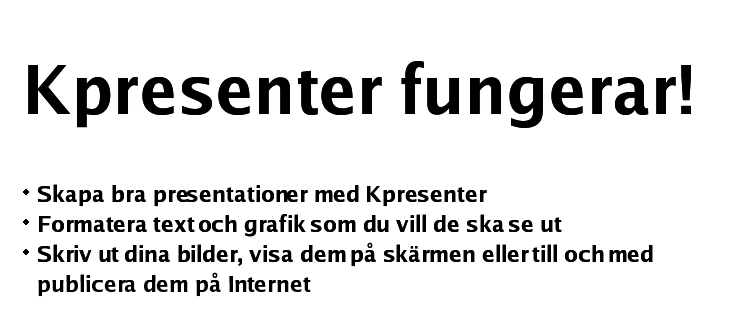 Kpresenter fungerar!
• Skapa bra presentationer med Kpresenter
• Formatera text och grafik som du vill de ska se ut
• Skriv ut dina bilder, visa dem på skärmen eller till och med
publicera dem på Internet